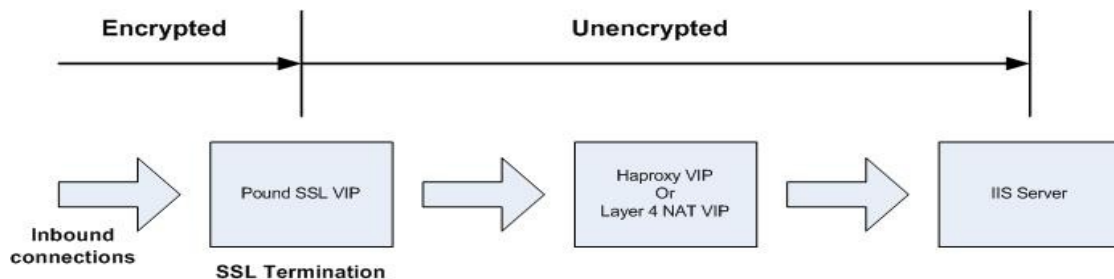 Encrypted
Unencrypted
Pound SSL VIP
Haproxy VIP
Or
Layer 4 NAT VIP
IIS Server
Inbound
connections
SSL Termination